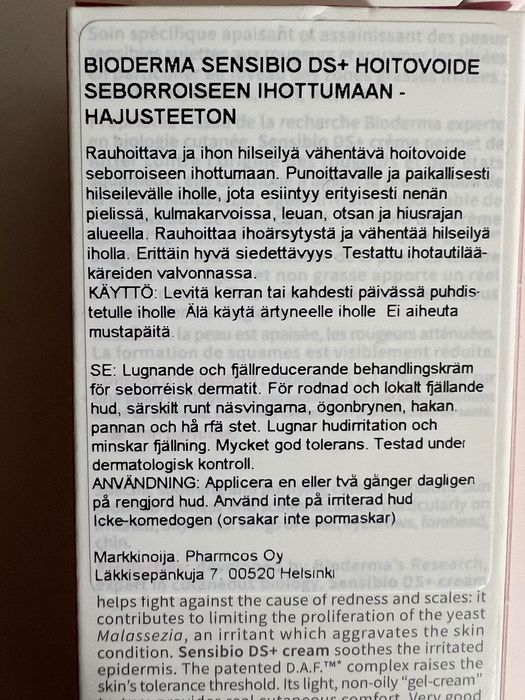 Soin spécifique apaisant et assainissant des peaux
BIODERMA SENSIBIO DS+ HOITOVOIDE
SEBORROISEEN IHOTTUMAAN -
HAJUSTEETON
Rauhoittava ja ihon hilseilyä vähentävä hoitovoide
seborroiseen ihottumaan. Punoittavalle ja paikallisesti
hilseilevälle iholle, jota esiintyy erityisesti nenän
pielissä, kulmakarvoissa, leuan, otsan ja hiusrajan
alueella. Rauhoittaa ihoärsytystä ja vähentää hilseilyä
iholla. Erittäin hyvä siedettävyys. Testattu ihotautilää-
käreiden valvonnassa.
KÄYTTÖ: Levitä kerran tai kahdesti päivässä puhdis-
tetulle iholle. Älä käytä ärtyneelle iholle. Ei aiheuta
mustapäitä.
SE: Lugnande och fjällreducerande behandlingskräm
för seborréisk dermatit. För rodnad och lokalt fjällande
hud, särskilt runt näsvingarna, ögonbrynen, hakan.
pannan och hå rfä stet. Lugnar hudirritation och
minskar fjällning. Mycket god tolerans. Testad under
dermatologisk kontroll.
ANVÄNDNING: Applicera en eller två gånger dagligen
på rengjord hud. Använd inte på irriterad hud
Icke-komedogen (orsakar inte pormaskar)
Markkinoija: Pharmcos Oy
Läkkisepänkuja 7, 00520 Helsinki
helps fight against the cause of redness and scales: it
contributes to limiting the proliferation of the yeast
Malassezia, an irritant which aggravates the skin
condition. Sensibio DS+ cream soothes the irritated
epidermis. The patented D.A.F.™* complex raises the
skin's tolerance threshold. Its light, non-oily "gel-cream"